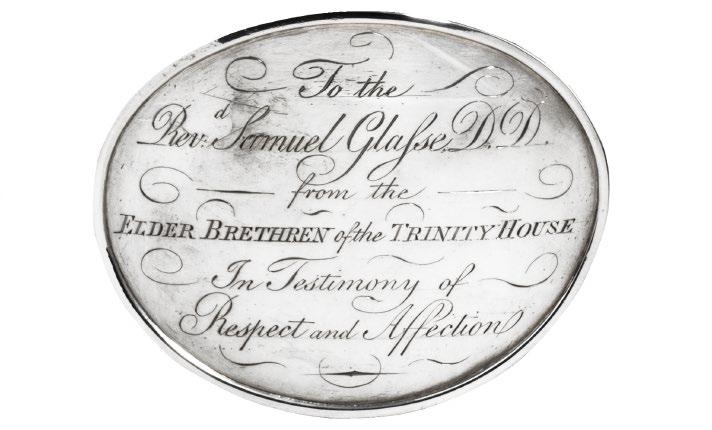 To the
Rev:ᵈ Samuel Glaſse, D.D.
from the
ELDER BRETHREN of the TRINITY HOUSE
In Testimony of
Respect and Affection